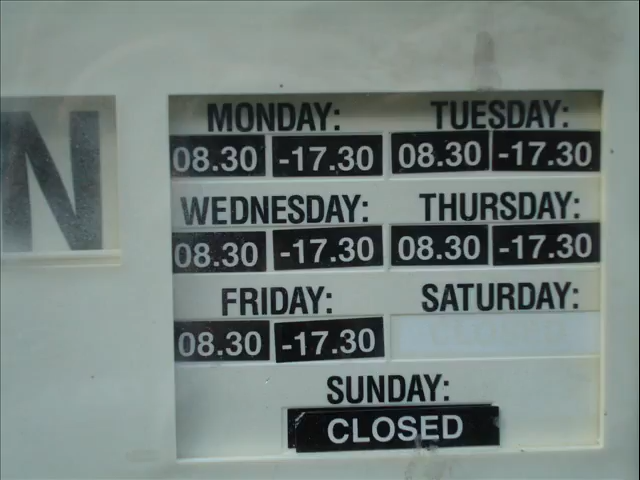 N
MONDAY: TUESDAY:
08.30 -17.30 08.30 -17.30
WEDNESDAY: THURSDAY:
08.30 -17.30 08.30 -17.30
FRIDAY: SATURDAY:
08.30 -17.30
SUNDAY:
CLOSED